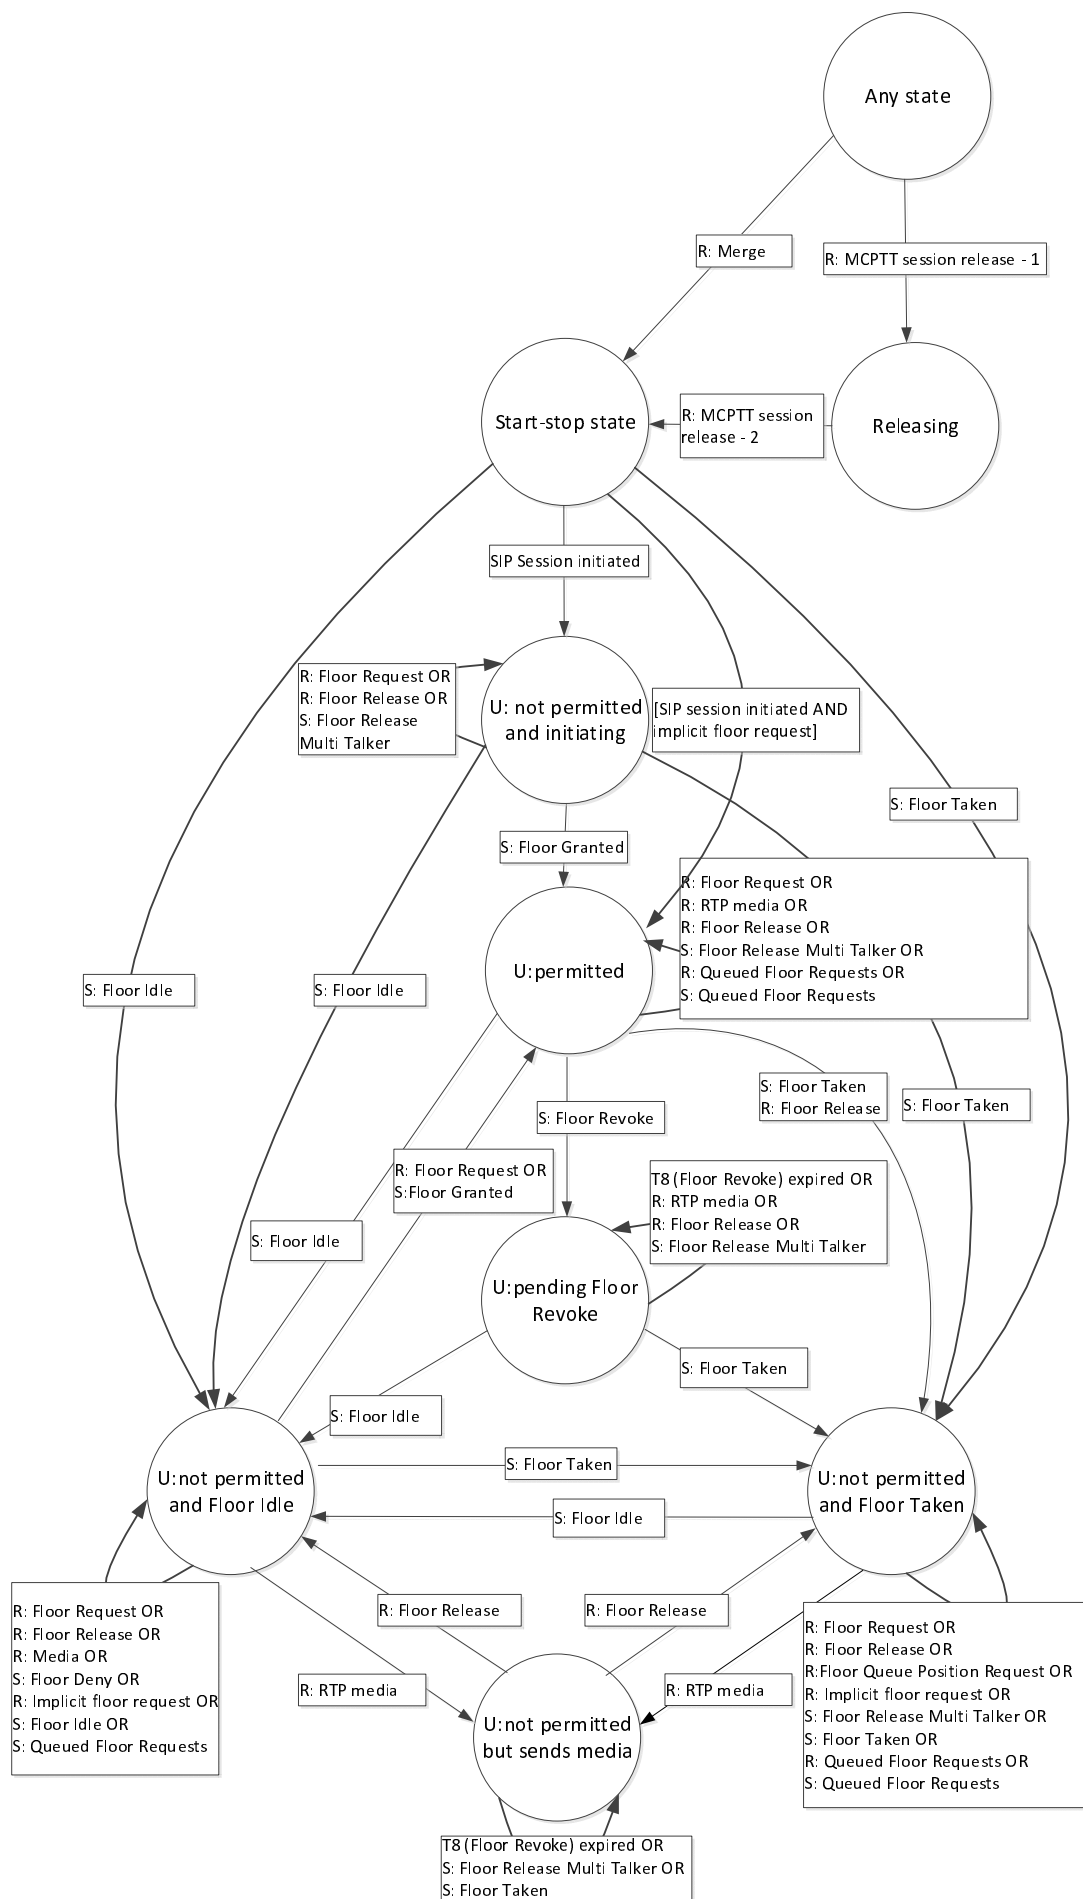 Any state
R: Merge
R: MCPTT session release - 1
Start-stop state
R: MCPTT session
release - 2
Releasing
SIP Session initiated
R: Floor Request OR
R: Floor Release OR
S: Floor Release
Multi Talker
U: not permitted
and initiating
[SIP session initiated AND
implicit floor request]
S: Floor Taken
S: Floor Granted
R: Floor Request OR
R: RTP media OR
R: Floor Release OR
S: Floor Release Multi Talker OR
R: Queued Floor Requests OR
S: Queued Floor Requests
U:permitted
S: Floor Idle
S: Floor Idle
S: Floor Taken
R: Floor Release
S: Floor Taken
S: Floor Revoke
R: Floor Request OR
S:Floor Granted
T8 (Floor Revoke) expired OR
R: RTP media OR
R: Floor Release OR
S: Floor Release Multi Talker
S: Floor Idle
U:pending Floor
Revoke
S: Floor Taken
S: Floor Idle
S: Floor Taken
U:not permitted
and Floor Idle
U:not permitted
and Floor Taken
S: Floor Idle
R: Floor Release
R: Floor Release
R: Floor Request OR
R: Floor Release OR
R: Media OR
S: Floor Deny OR
R: Implicit floor request OR
S: Floor Idle OR
S: Queued Floor Requests
R: Floor Request OR
R: Floor Release OR
R:Floor Queue Position Request OR
R: Implicit floor request OR
S: Floor Release Multi Talker OR
S: Floor Taken OR
R: Queued Floor Requests OR
S: Queued Floor Requests
R: RTP media
R: RTP media
U:not permitted
but sends media
T8 (Floor Revoke) expired OR
S: Floor Release Multi Talker OR
S: Floor Taken